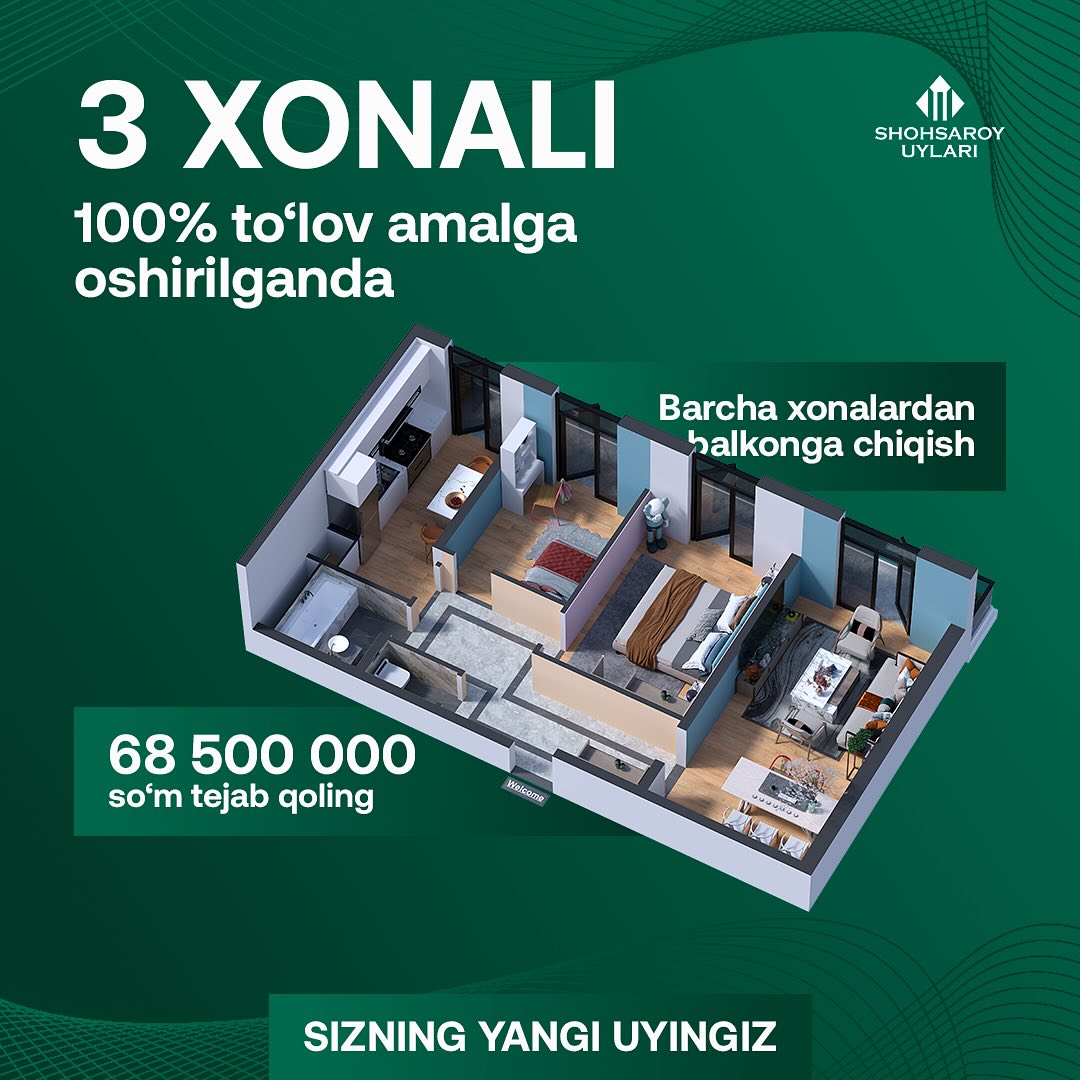 3 XONALI
100% to‘lov amalga
oshirilganda
SHOHSAROY
UYLARI
Barcha xonalardan
balkonga chiqish
68 500 000
so‘m tejab qoling
Welcome
SIZNING YANGI UYINGIZ